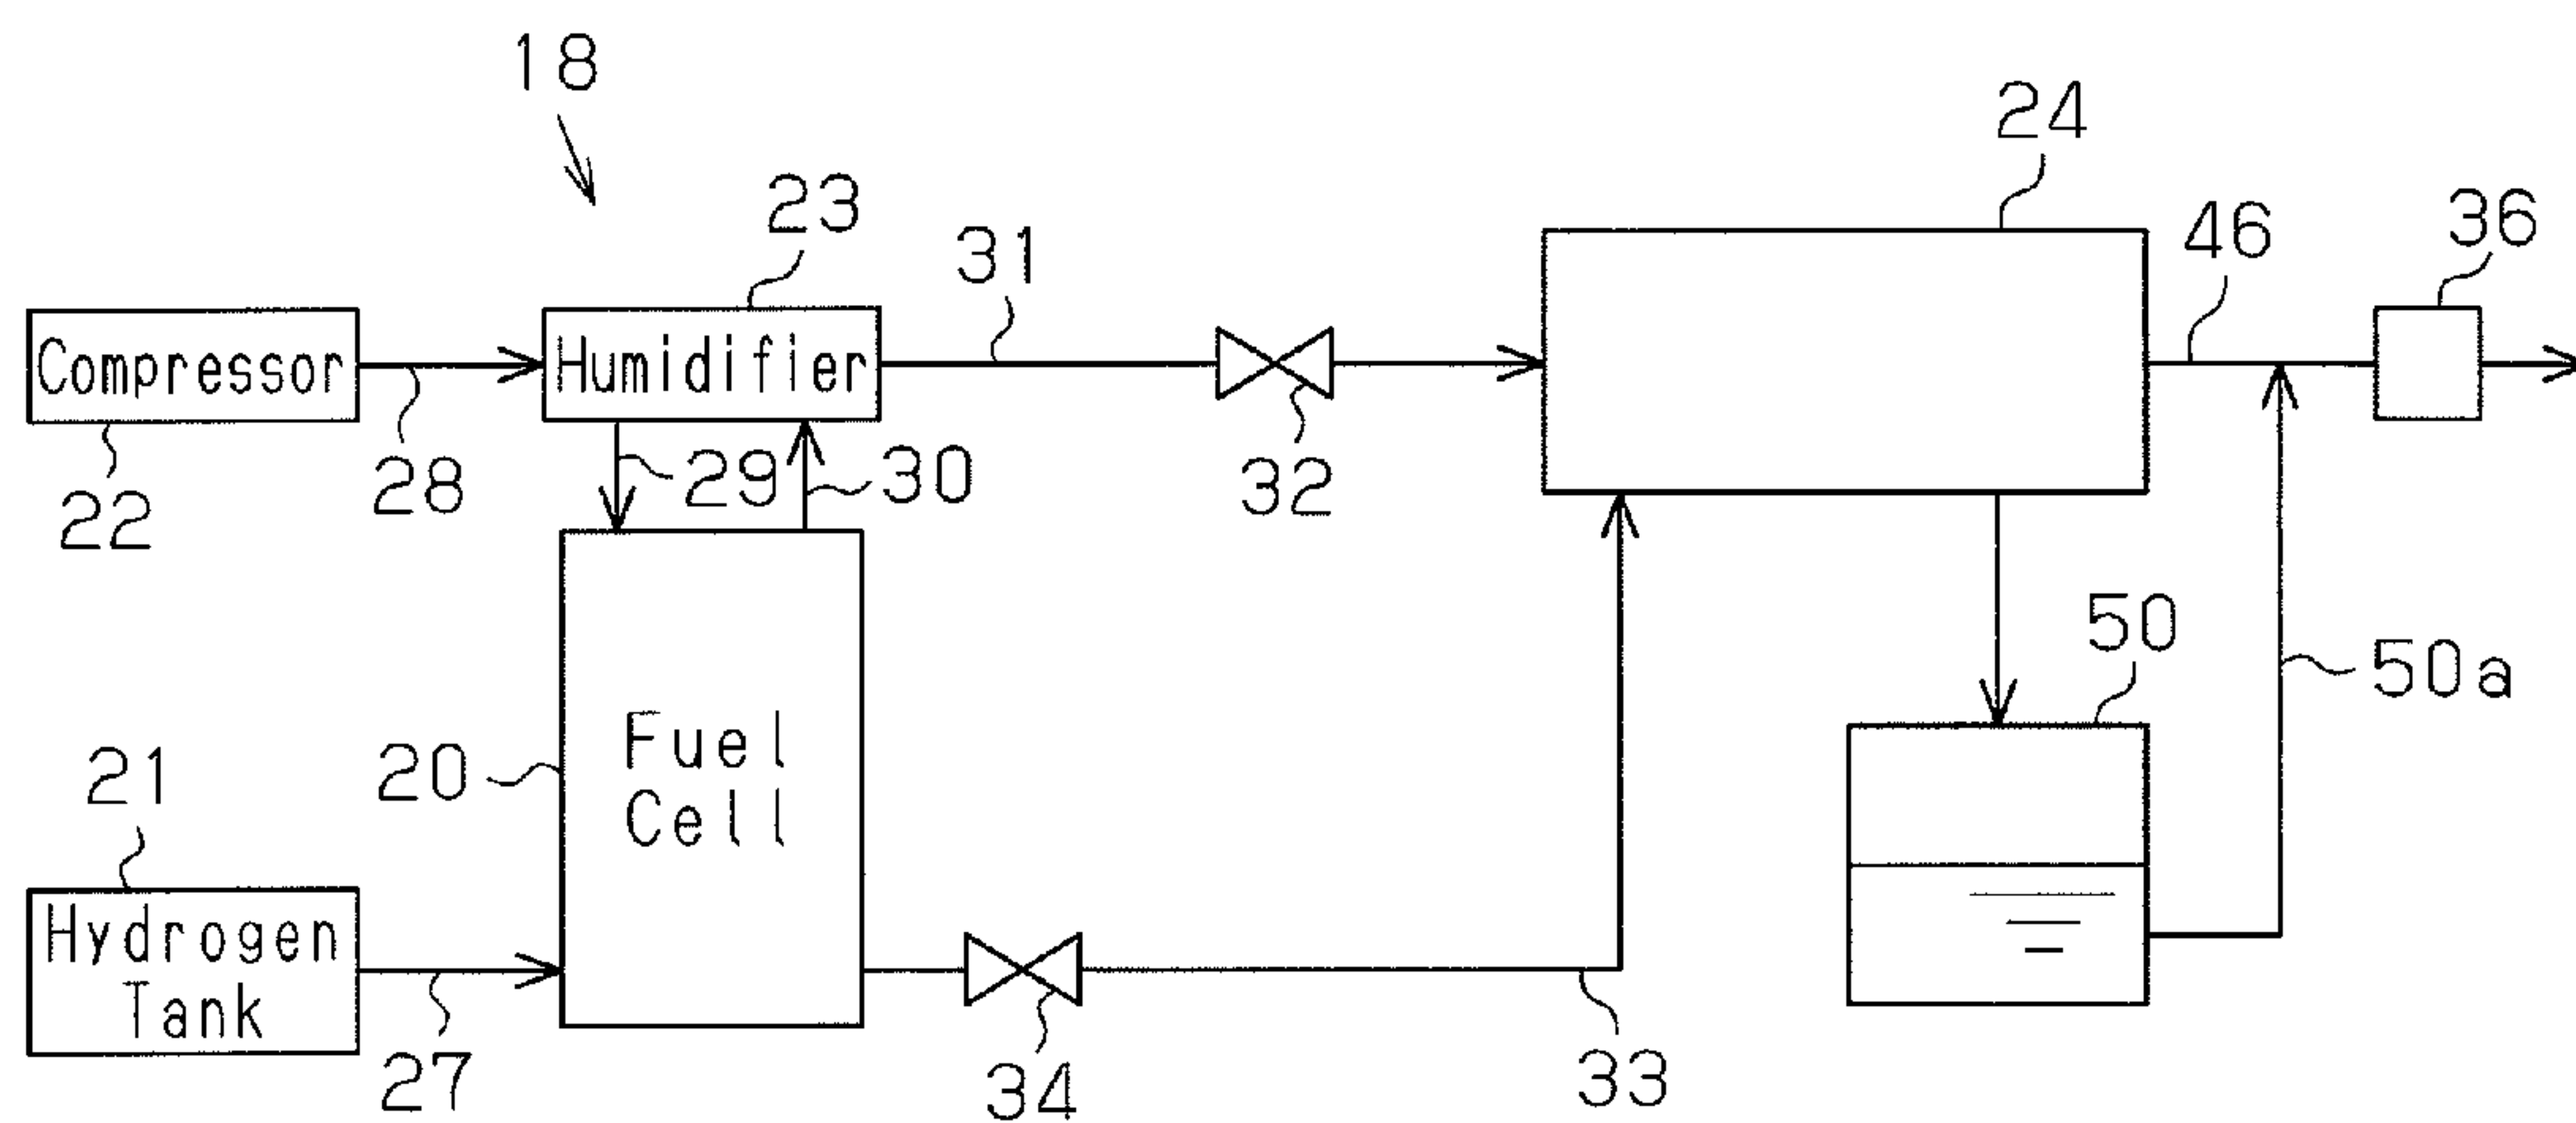 18
24
23
46
36
31
Compressor
Humidifier
28
29
30
32
22
50
50a
20
Fuel
Cell
21
Hydrogen
Tank
27
34
33